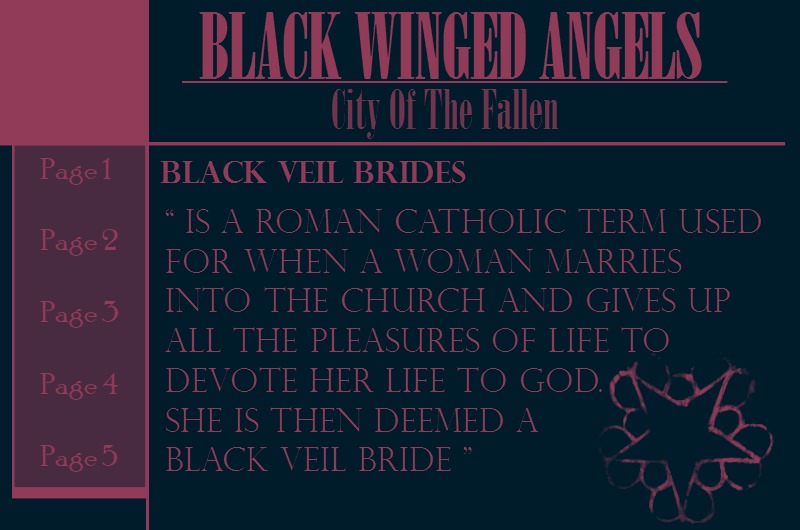 BLACK WINGED ANGELS
City Of The Fallen
Page 1
Page 2
Page 3
Page 4
Page 5
BLACK VEIL BRIDES
“ IS A ROMAN CATHOLIC TERM USED
FOR WHEN A WOMAN MARRIES
INTO THE CHURCH AND GIVES UP
ALL THE PLEASURES OF LIFE TO
DEVOTE HER LIFE TO GOD.
SHE IS THEN DEEMED A
BLACK VEIL BRIDE ”